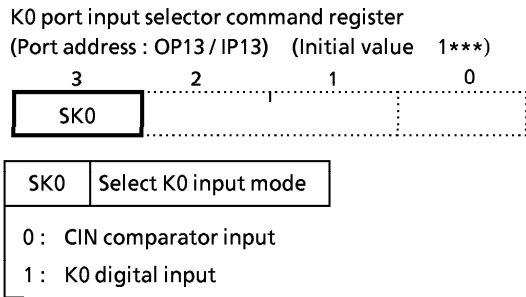 K0 port input selector command register
(Port address : OP13 / IP13) (Initial value 1***)
3 2 1 0
SK0
SK0 Select K0 input mode
0 : CIN comparator input
1 : K0 digital input